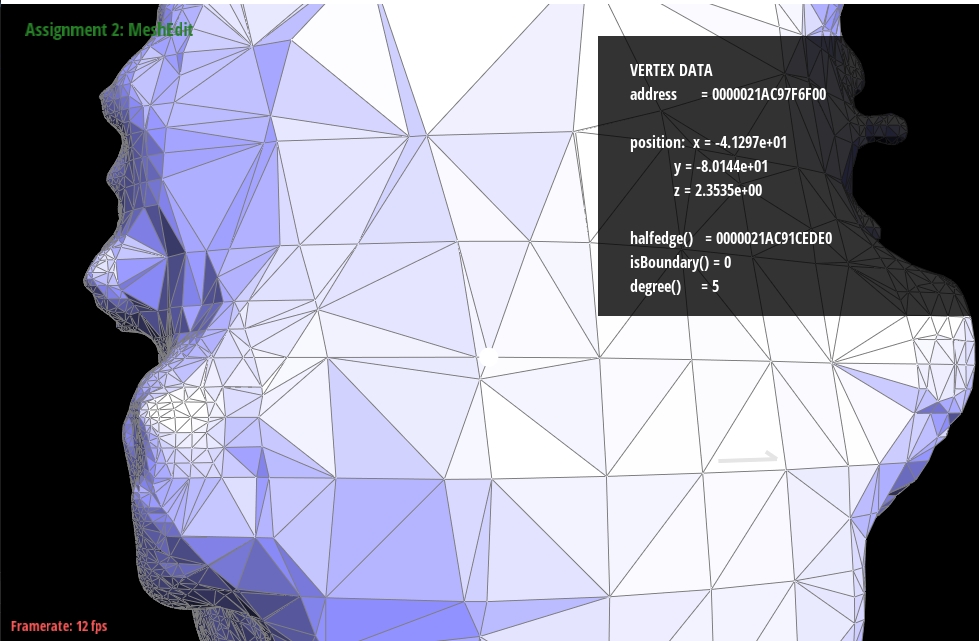 Assignment 2: MeshEdit
VERTEX DATA
address = 0000021AC97F6F00
position: x = -4.1297e+01
y = -8.0144e+01
z = 2.3535e+00
halfedge() = 0000021AC91CEDE0
isBoundary() = 0
degree() = 5
Framerate: 12 fps